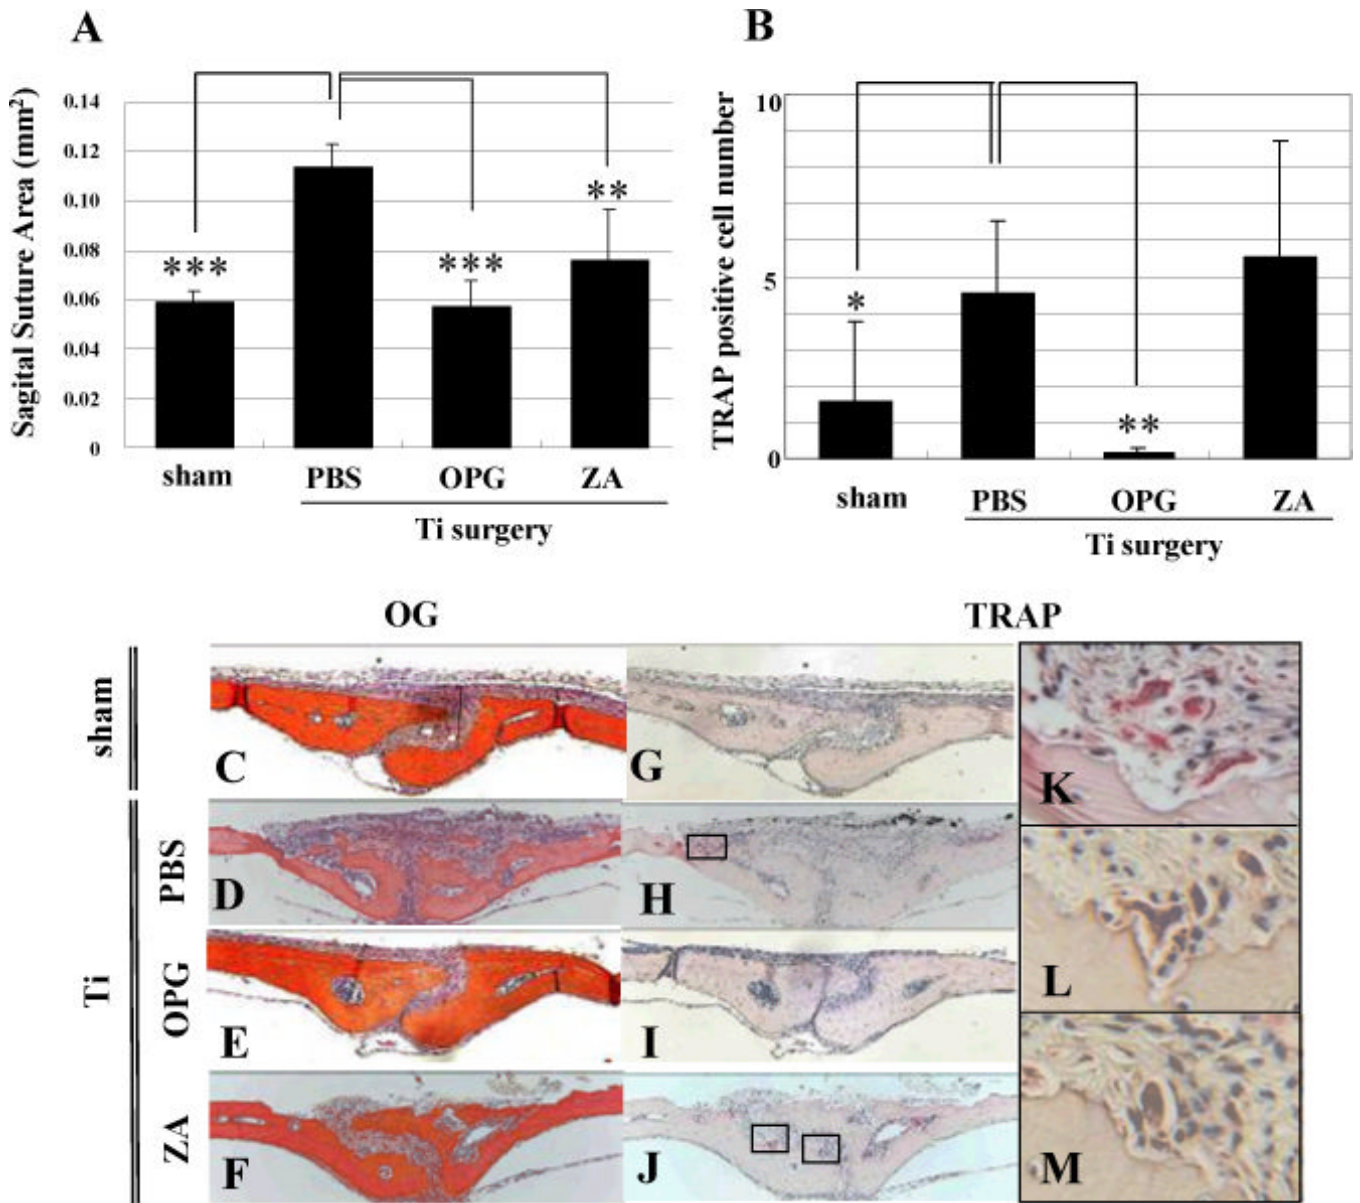 A
Sagital Suture Area (mm²)
0.14
0.12
0.10
0.08
0.06
0.04
0.02
0
***
***
**
sham
PBS
OPG
ZA
Ti surgery
B
TRAP positive cell number
10
5
0
*
**
sham
PBS
OPG
ZA
Ti surgery
OG
TRAP
sham
Ti
PBS
OPG
ZA
C
G
K
D
H
L
E
I
F
J
M